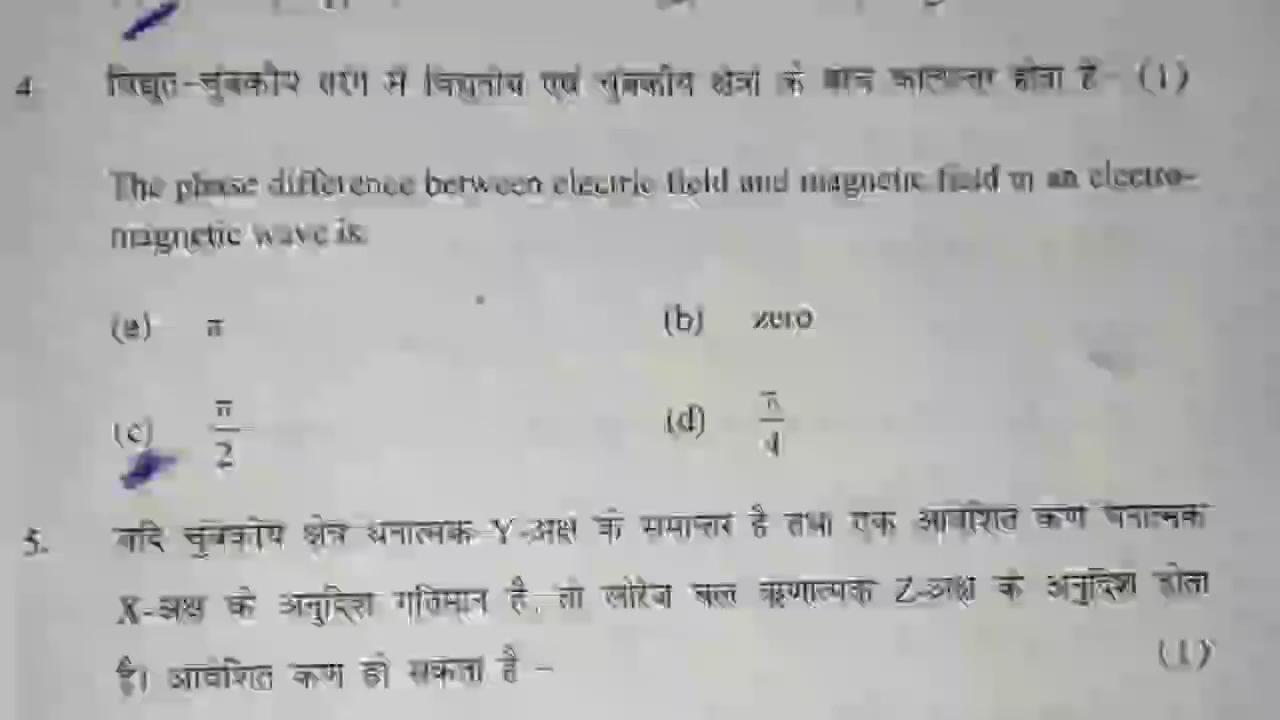 4 विद्युत-चुंबकीय तरंग में विद्युतीय एवं चुंबकीय क्षेत्रों के बीच कालान्तर होता है - (1)
The phase difference between electric field and magnetic field in an electro-
magnetic wave is
(a) π (b) zero
(c) π/2 (d) π/4
5. यदि चुंबकीय क्षेत्र धनात्मक Y-अक्ष के समान्तर है तथा एक आवेशित कण धनात्मक
X-अक्ष के अनुदिश गतिमान है, तो लोरेंज बल ऋणात्मक Z-अक्ष के अनुदिश होता
है। आवेशित कण हो सकता है - (1)